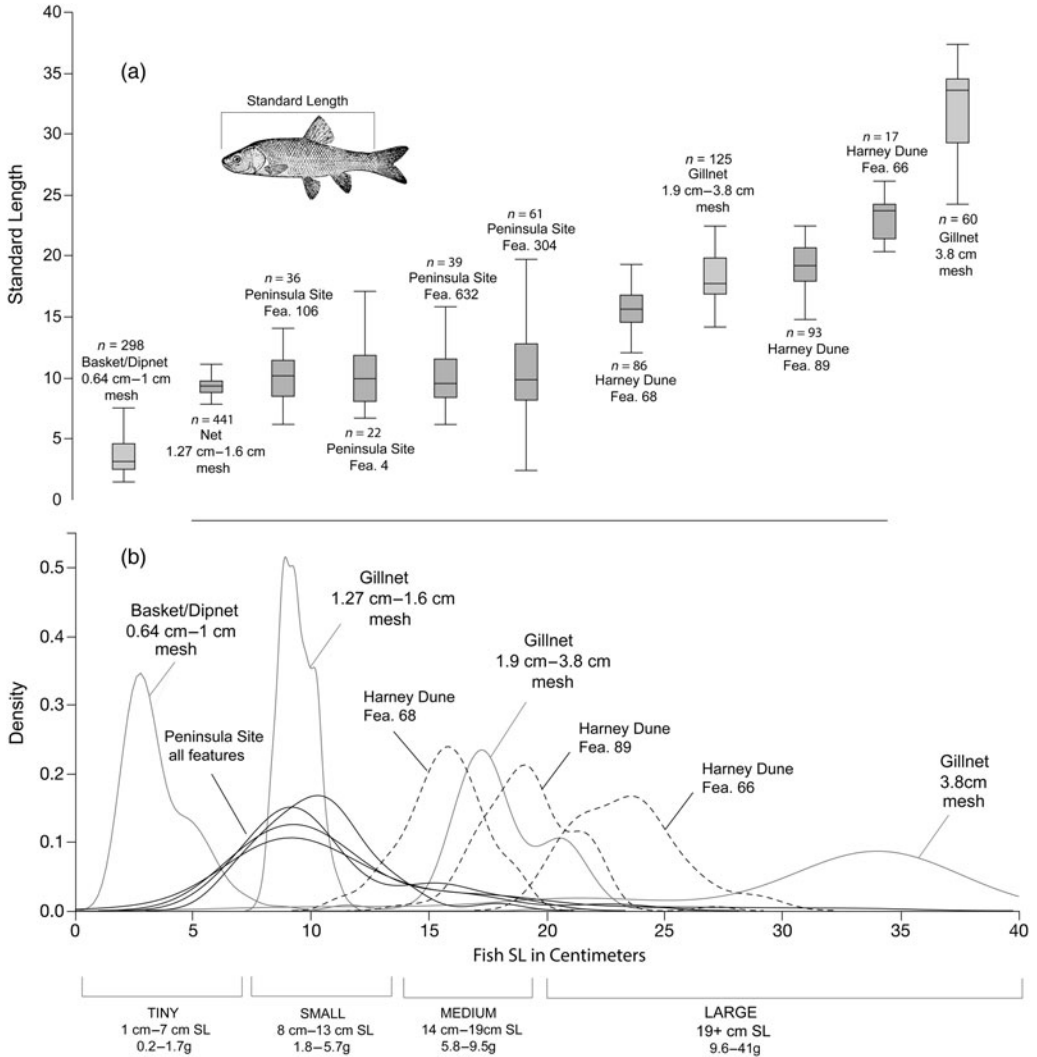 40
(a)
Standard Length
35
30
25
20
15
10
5
0
Standard Length
n = 298
Basket/Dipnet
0.64 cm–1 cm
mesh
n = 441
Net
1.27 cm–1.6 cm
mesh
n = 36
Peninsula Site
Fea. 106
n = 22
Peninsula Site
Fea. 4
n = 39
Peninsula Site
Fea. 632
n = 61
Peninsula Site
Fea. 304
n = 86
Harney Dune
Fea. 68
n = 125
Gillnet
1.9 cm–3.8 cm
mesh
n = 93
Harney Dune
Fea. 89
n = 17
Harney Dune
Fea. 66
n = 60
Gillnet
3.8 cm
mesh
(b)
Density
0.5
0.4
0.3
0.2
0.1
0.0
Basket/Dipnet
0.64 cm–1 cm
mesh
Peninsula Site
all features
Gillnet
1.27 cm–1.6 cm
mesh
Harney Dune
Fea. 68
Gillnet
1.9 cm–3.8 cm
mesh
Harney Dune
Fea. 89
Harney Dune
Fea. 66
Gillnet
3.8cm
mesh
0 5 10 15 20 25 30 35 40
Fish SL in Centimeters
TINY
1 cm–7 cm SL
0.2–1.7g
SMALL
8 cm–13 cm SL
1.8–5.7g
MEDIUM
14 cm–19cm SL
5.8–9.5g
LARGE
19+ cm SL
9.6–41g